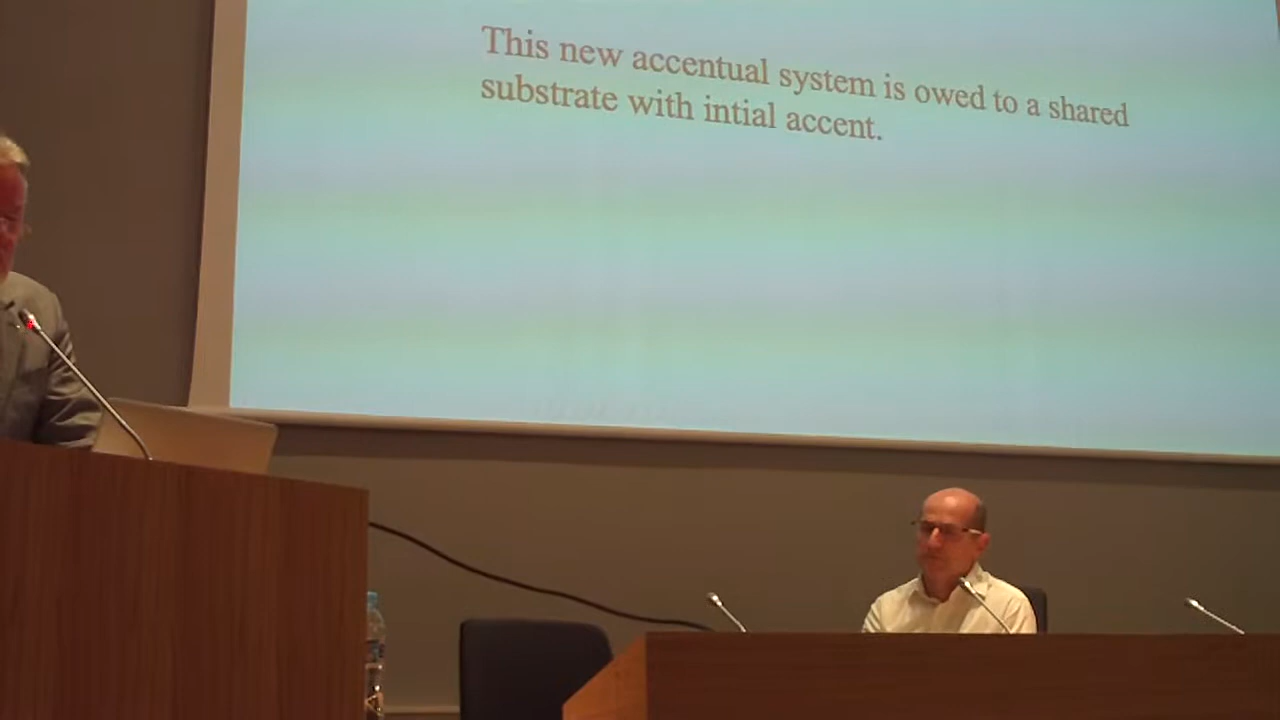 This new accentual system is owed to a shared
substrate with intial accent.